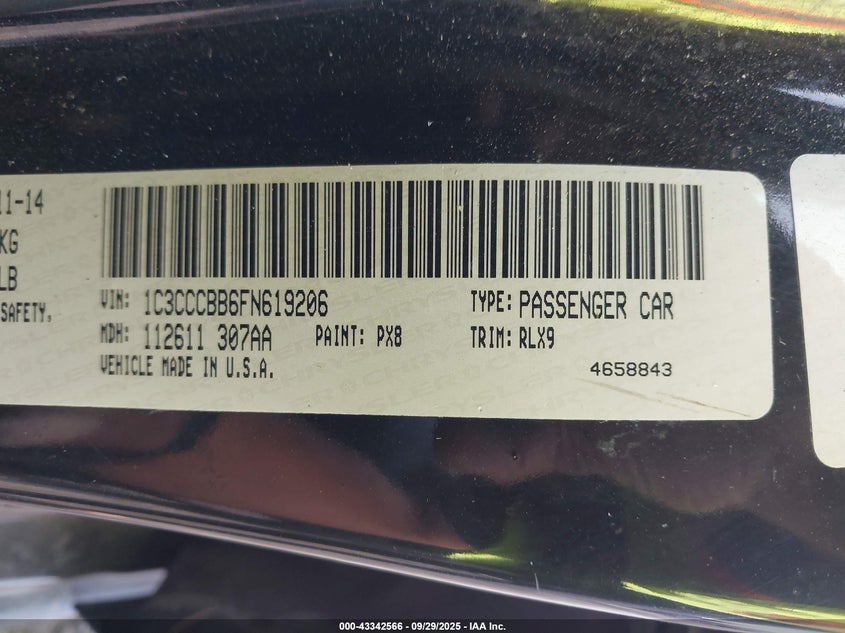 11-14
KG
LB
SAFETY,
VIN: 1C3CCCBB6FN619206 TYPE: PASSENGER CAR
MDH: 112611 307AA PAINT: PX8 TRIM: RLX9
VEHICLE MADE IN U.S.A. 4658843
000-43342566 - 09/29/2025 - IAA Inc.